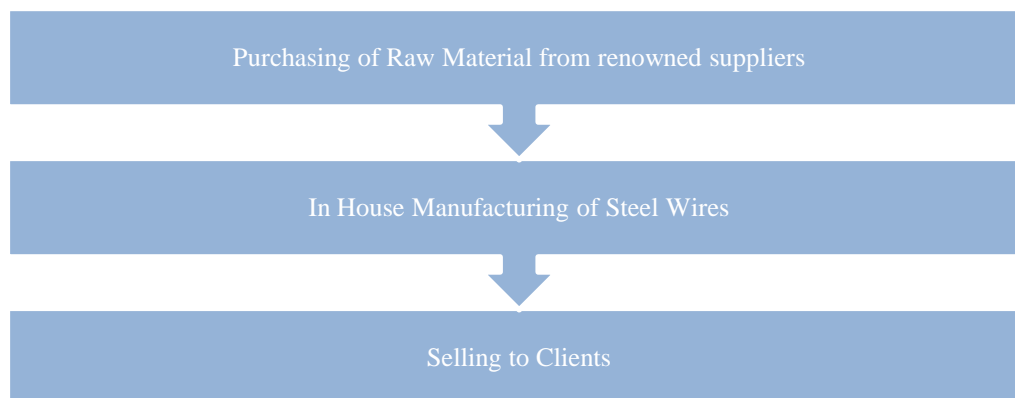 Purchasing of Raw Material from renowned suppliers
In House Manufacturing of Steel Wires
Selling to Clients